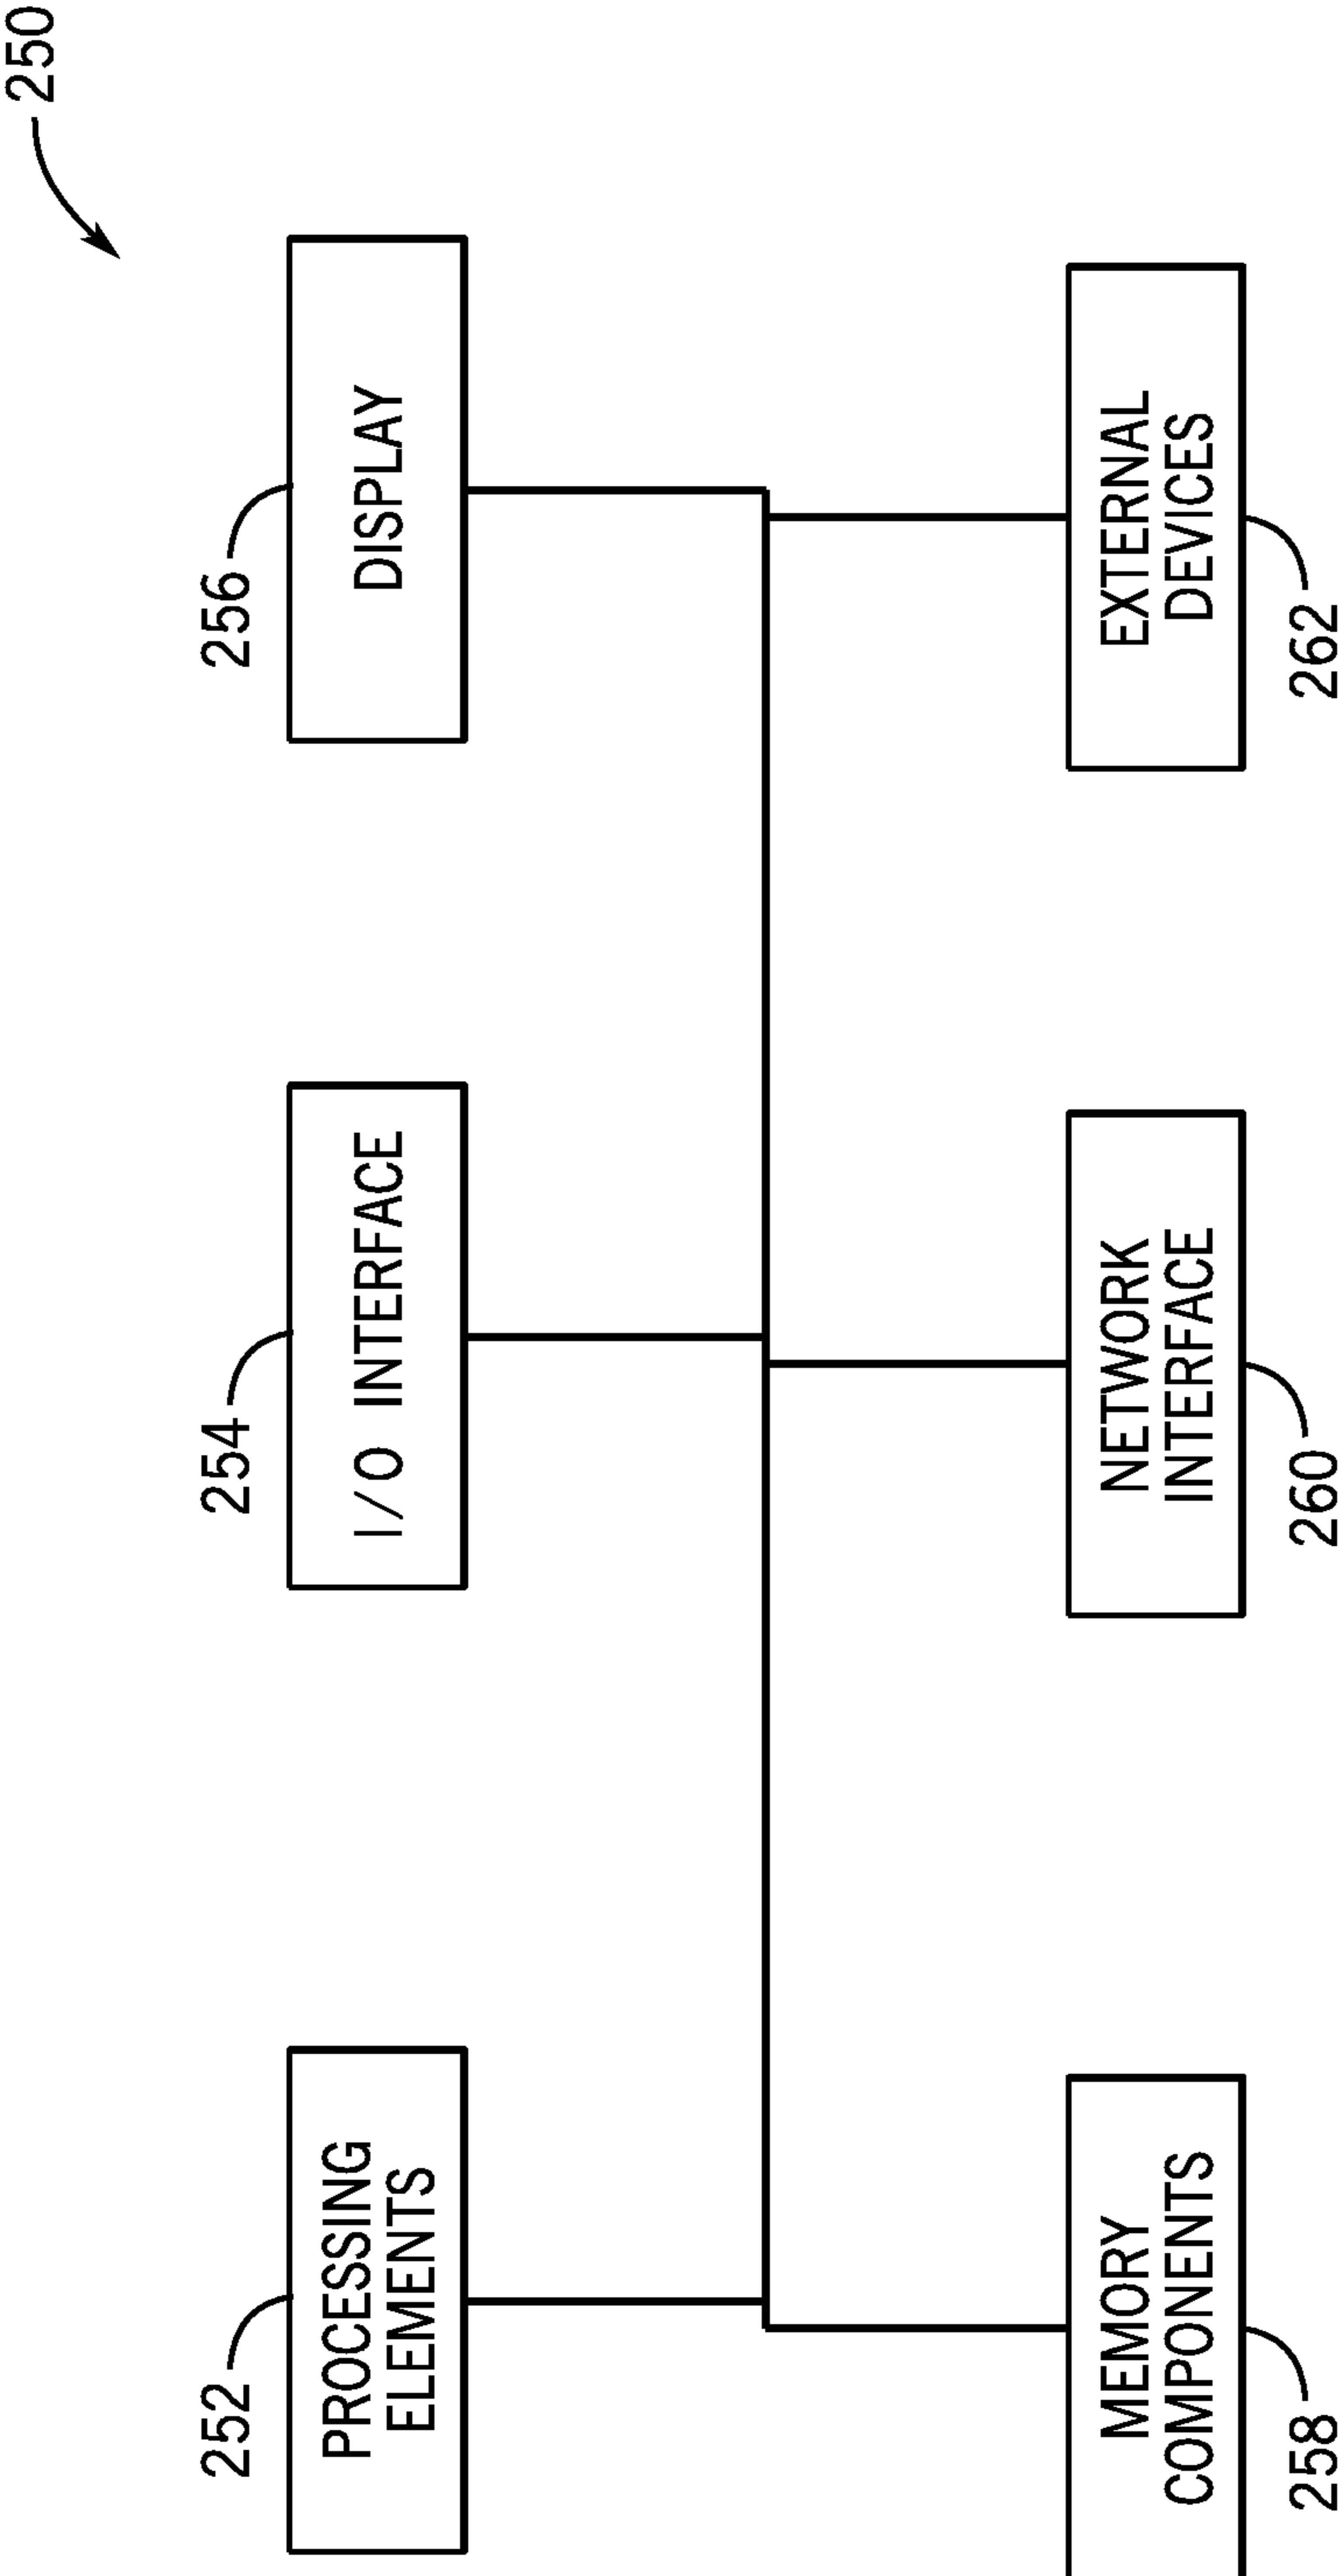 250
252
254
256
PROCESSING
ELEMENTS
I/O INTERFACE
DISPLAY
MEMORY
COMPONENTS
NETWORK
INTERFACE
EXTERNAL
DEVICES
258
260
262